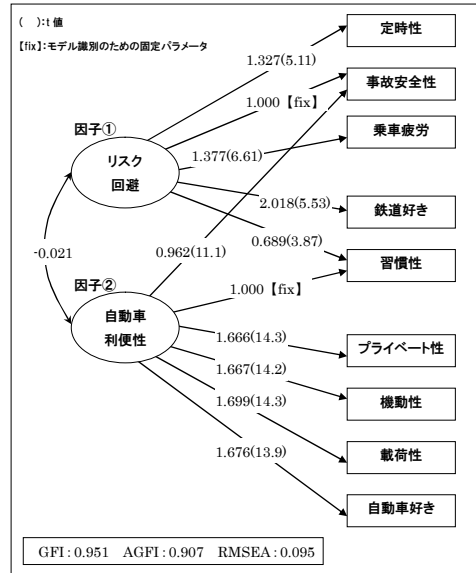 (　):t 値
【fix】:モデル識別のための固定パラメータ
定時性
1.327(5.11)
事故安全性
1.000【fix】
因子①
乗車疲労
リスク
回避
1.377(6.61)
鉄道好き
2.018(5.53)
0.689(3.87)
-0.021
0.962(11.1)
習慣性
因子②
1.000【fix】
自動車
利便性
プライベート性
1.666(14.3)
1.667(14.2)
機動性
1.699(14.3)
載荷性
1.676(13.9)
自動車好き
GFI：0.951　AGFI：0.907　RMSEA：0.095